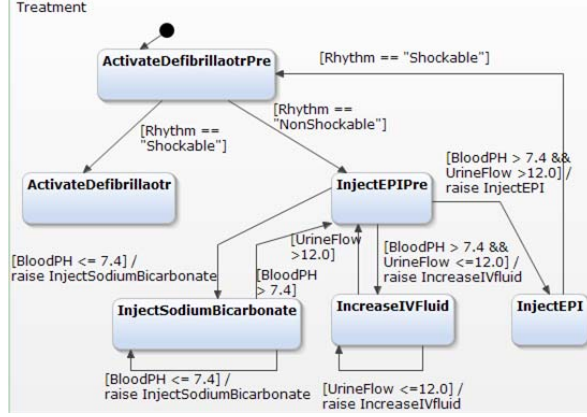 Treatment
ActivateDefibrillaotrPre
[Rhythm == "Shockable"]
[Rhythm ==
"NonShockable"]
[Rhythm ==
"Shockable"]
[BloodPH > 7.4 &&
UrineFlow >12.0] /
raise InjectEPI
ActivateDefibrillaotr
InjectEPIPre
[UrineFlow
>12.0]
[BloodPH > 7.4 &&
UrineFlow <=12.0] /
raise IncreaseIVfluid
[BloodPH <= 7.4] /
raise InjectSodiumBicarbonate
[BloodPH
> 7.4]
InjectSodiumBicarbonate
IncreaseIVFluid
InjectEPI
[BloodPH <= 7.4] /
raise InjectSodiumBicarbonate
[UrineFlow <=12.0] /
raise IncreaseIVfluid